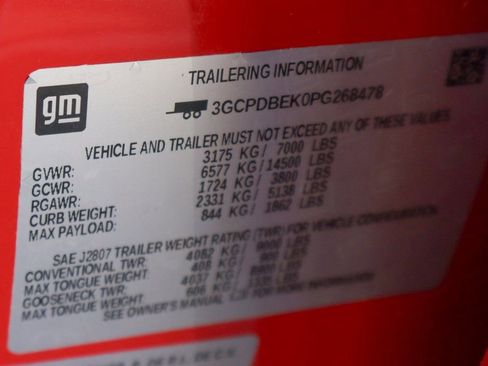 gm
TRAILERING INFORMATION
3GCPDBEK0PG268478
VEHICLE AND TRAILER MUST NOT EXCEED ANY OF THESE VALUES
GVWR: 3175 KG/ 7000 LBS
GCWR: 6577 KG/14500 LBS
RGAWR: 1724 KG/ 3800 LBS
CURB WEIGHT: 2331 KG/ 5138 LBS
MAX PAYLOAD: 844 KG/ 1862 LBS
SAE J2807 TRAILER WEIGHT RATING (TWR) FOR VEHICLE CONFIGURATION
CONVENTIONAL TWR: 4082 KG/ 9000 LBS
MAX TONGUE WEIGHT: 408 KG/ 900 LBS
GOOSENECK TWR: 4037 KG/ 8900 LBS
MAX TONGUE WEIGHT: 606 KG/ 1335 LBS
SEE OWNER'S MANUAL FOR MORE INFORMATION
DE R.L. DE C.V.